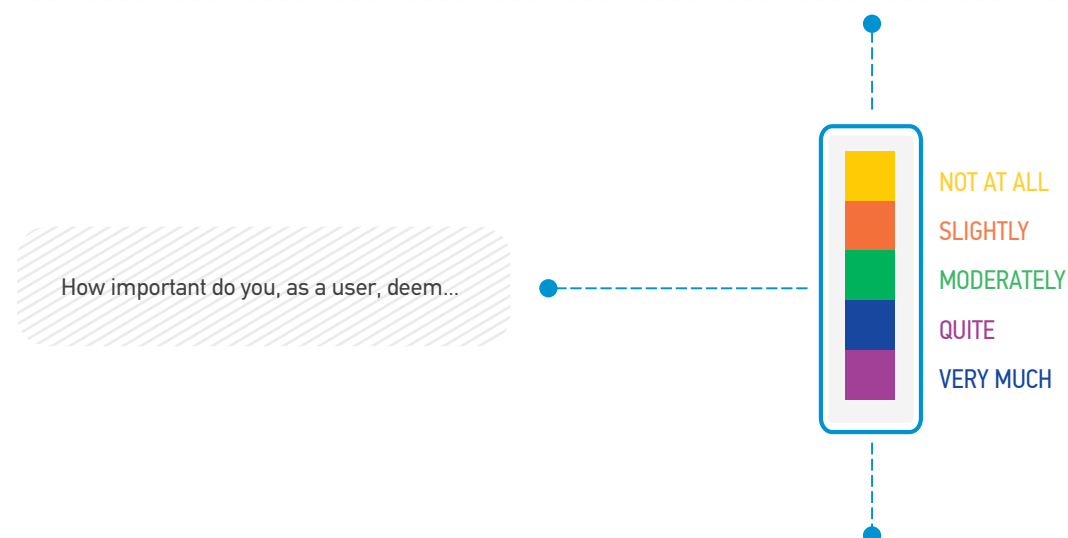 How important do you, as a user, deem...
NOT AT ALL
SLIGHTLY
MODERATELY
QUITE
VERY MUCH